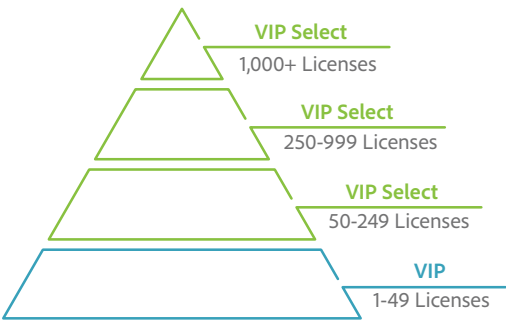 VIP Select
1,000+ Licenses
VIP Select
250-999 Licenses
VIP Select
50-249 Licenses
VIP
1-49 Licenses